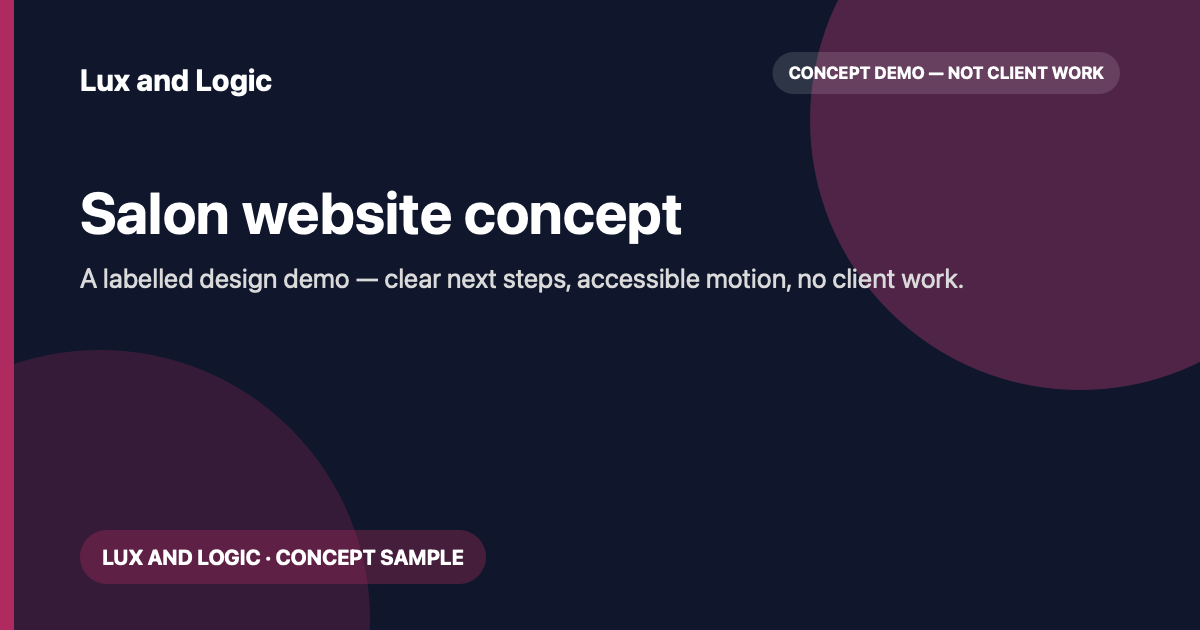 Lux and Logic
CONCEPT DEMO — NOT CLIENT WORK
Salon website concept
A labelled design demo — clear next steps, accessible motion, no client work.
LUX AND LOGIC · CONCEPT SAMPLE